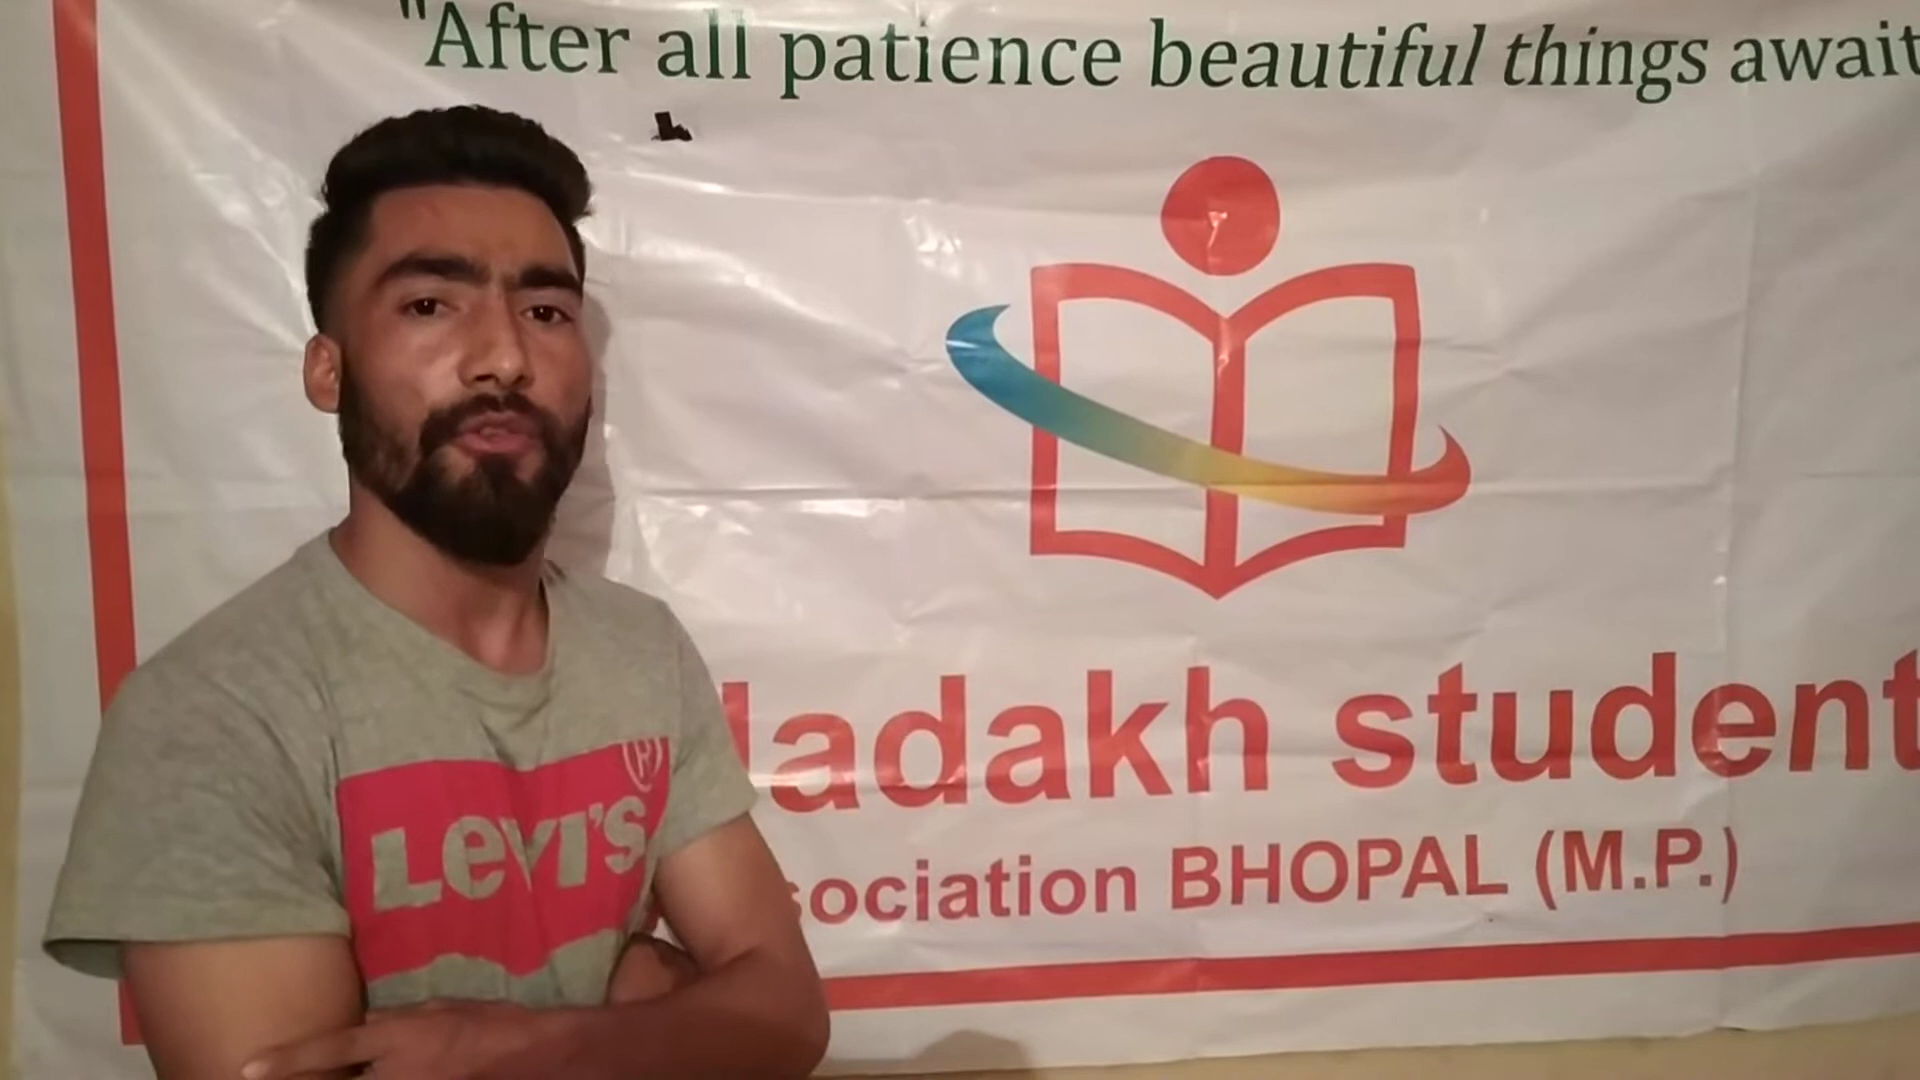 "After all patience beautiful things await
ladakh student
sociation BHOPAL (M.P.)
LEVI'S
(R)